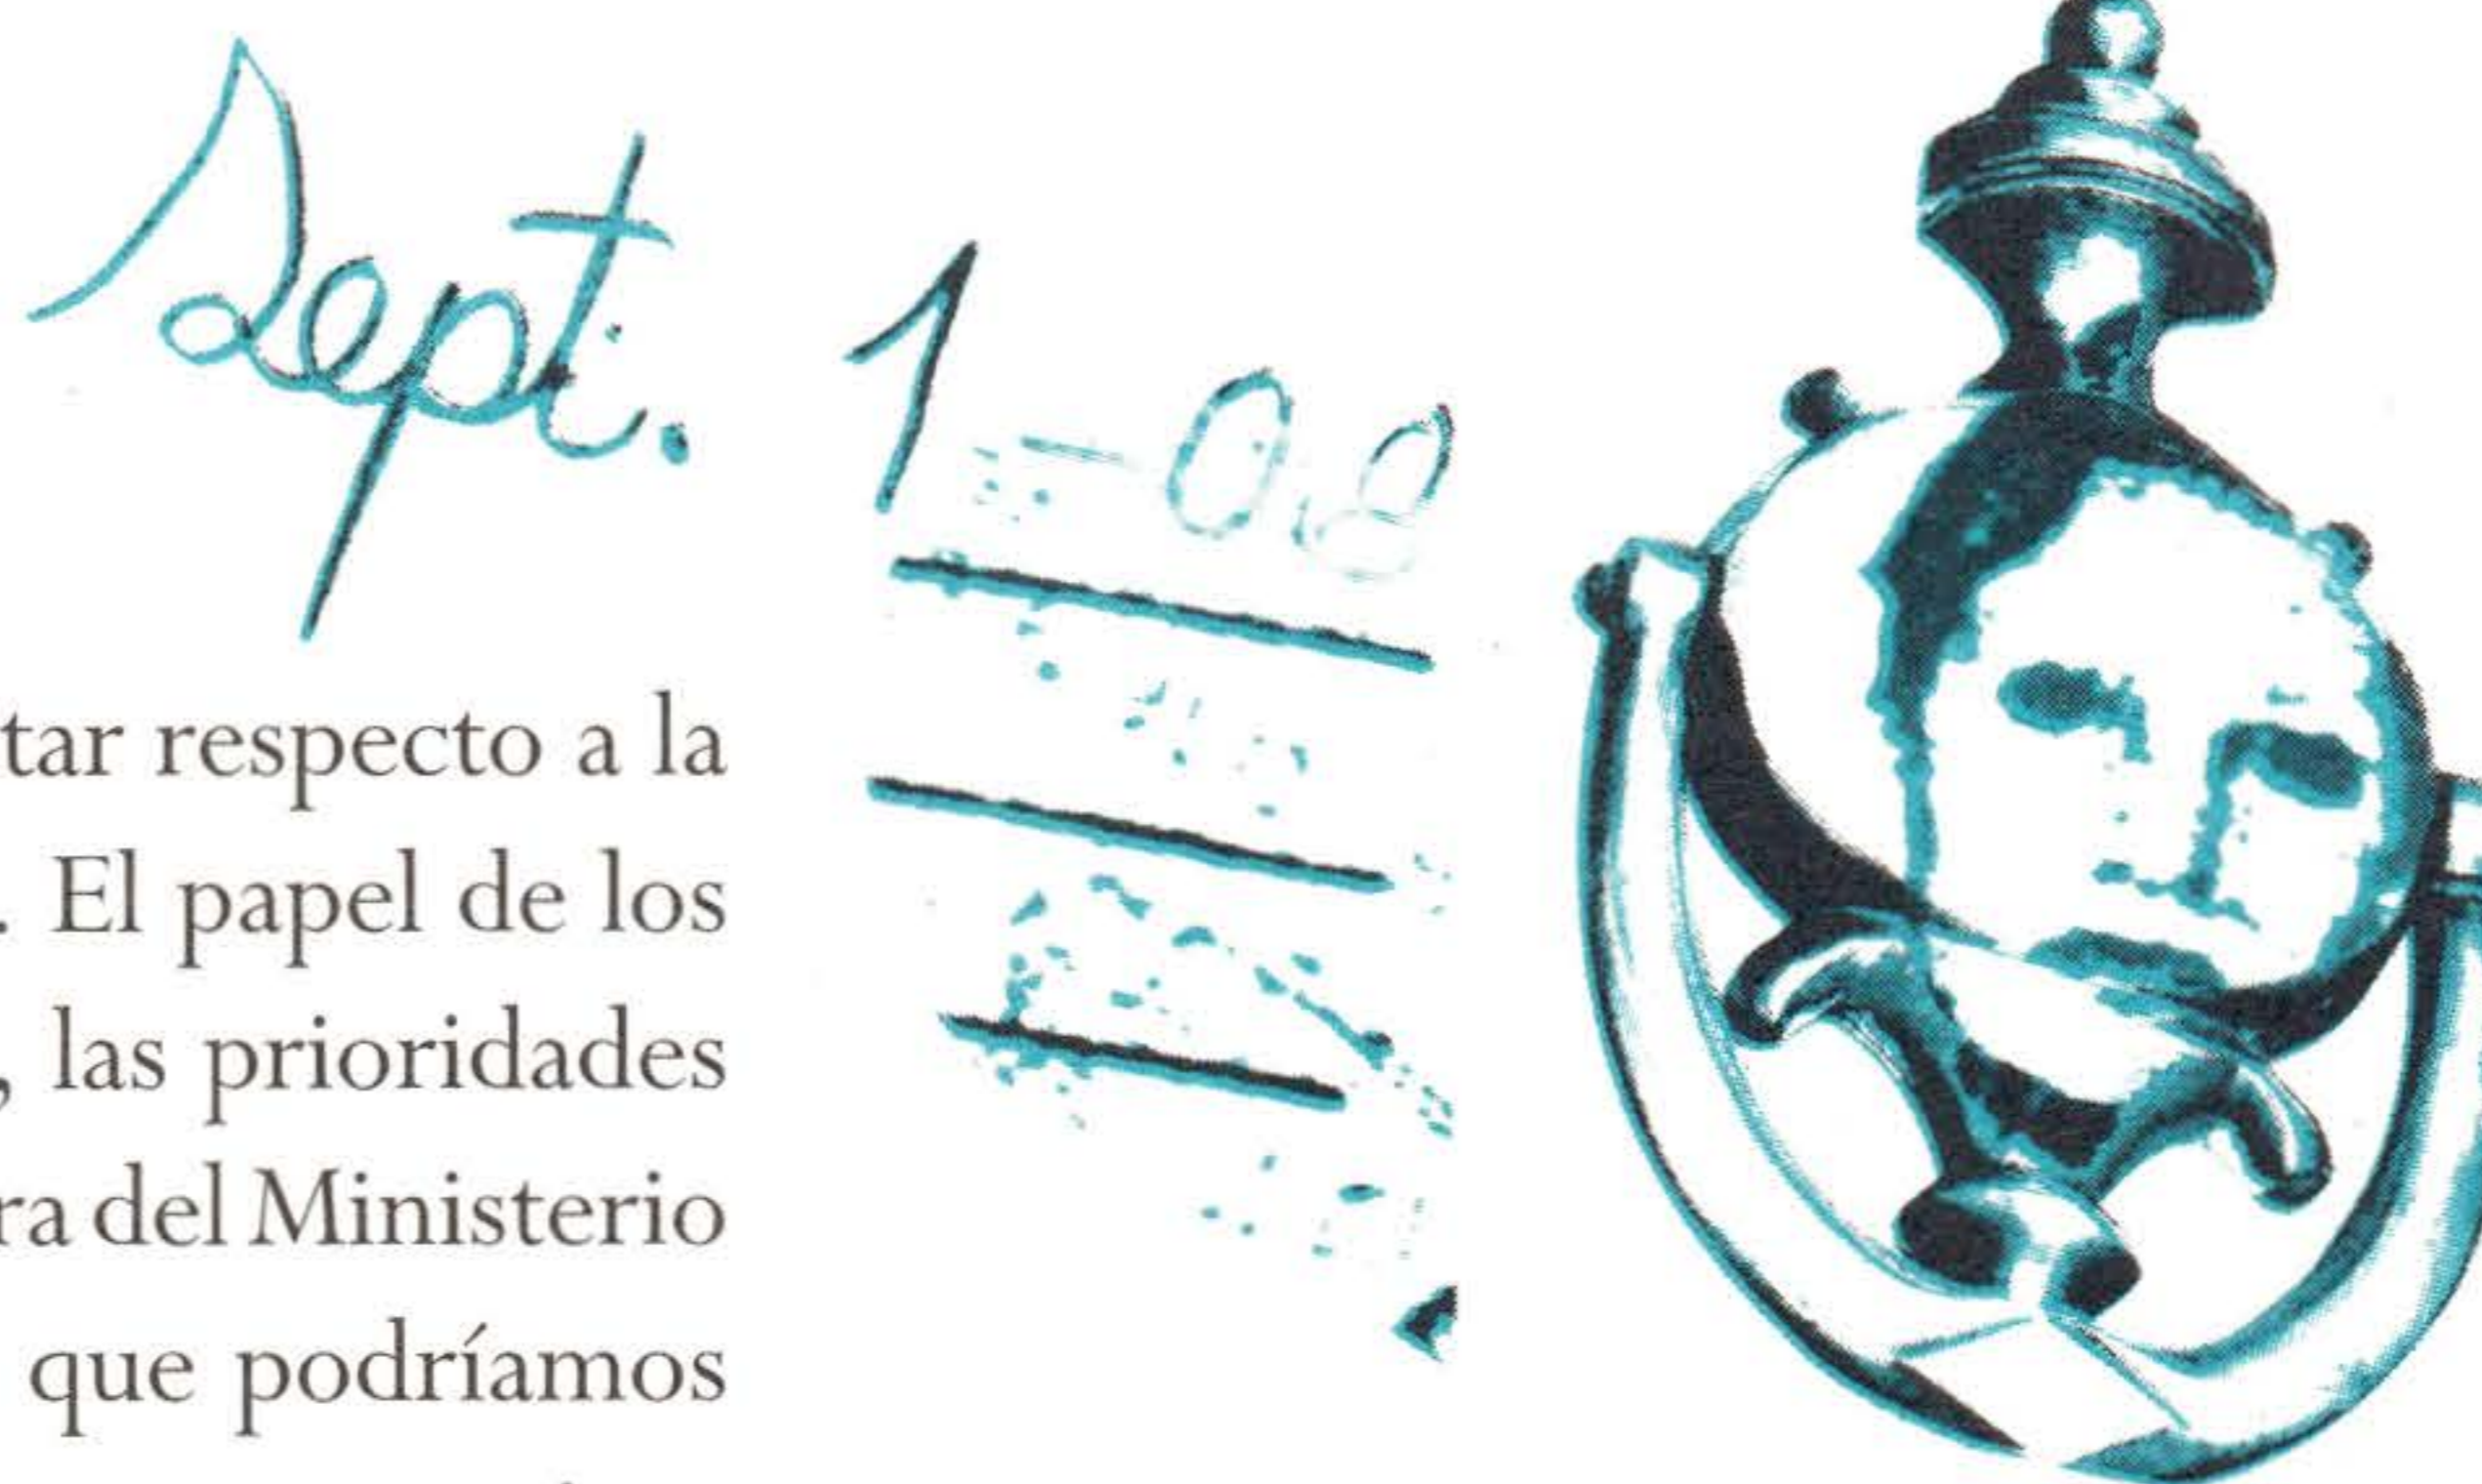 Sept.
1-08
tar respecto a la
. El papel de los
, las prioridades
ra del Ministerio
que podríamos